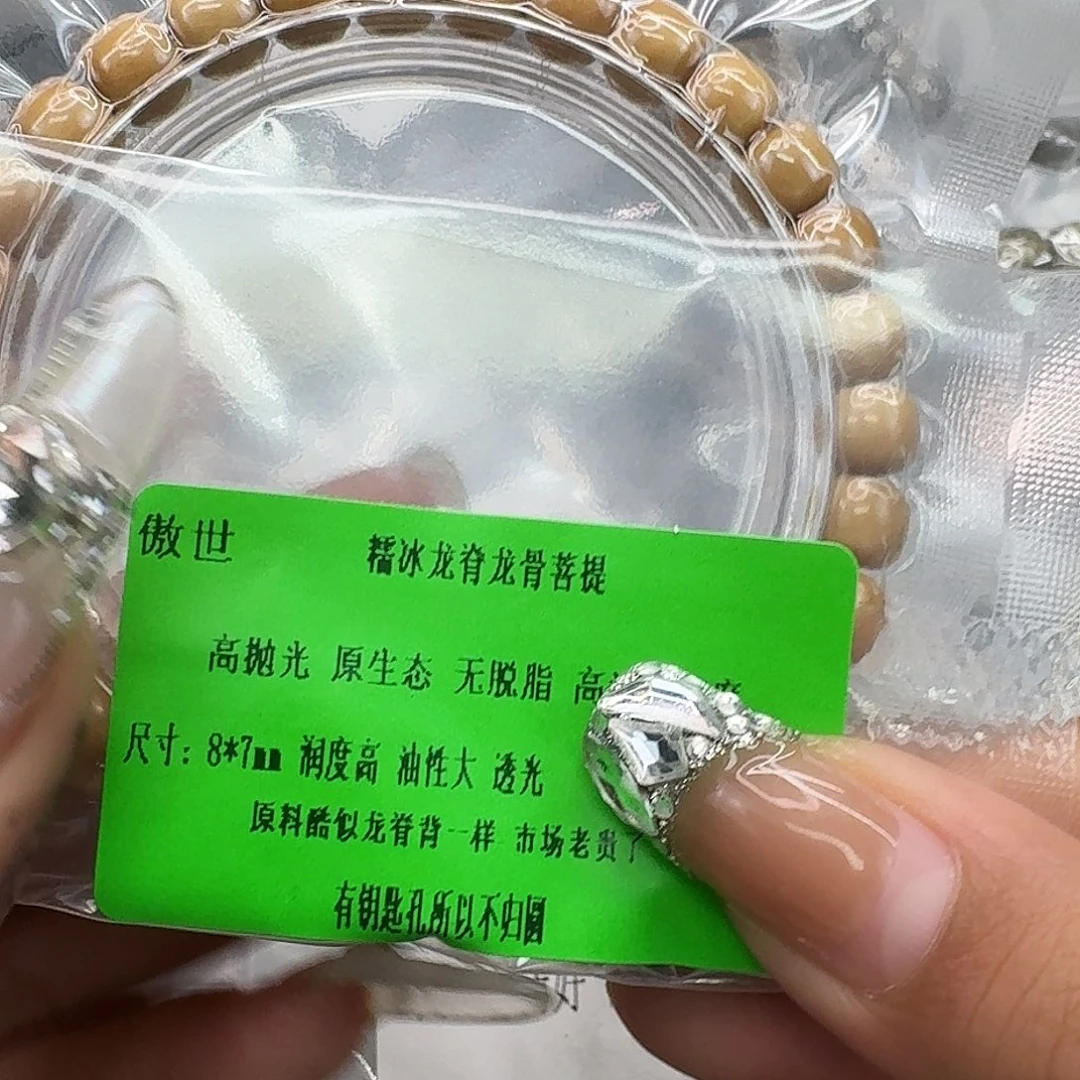 傲世
糯冰龙脊龙骨菩提
高抛光 原生态 无脱脂 高
尺寸：8*7mm 润度高 油性大 透光
原料酷似龙脊背一样 市场老贵了
有钥匙孔所以不归圆
好